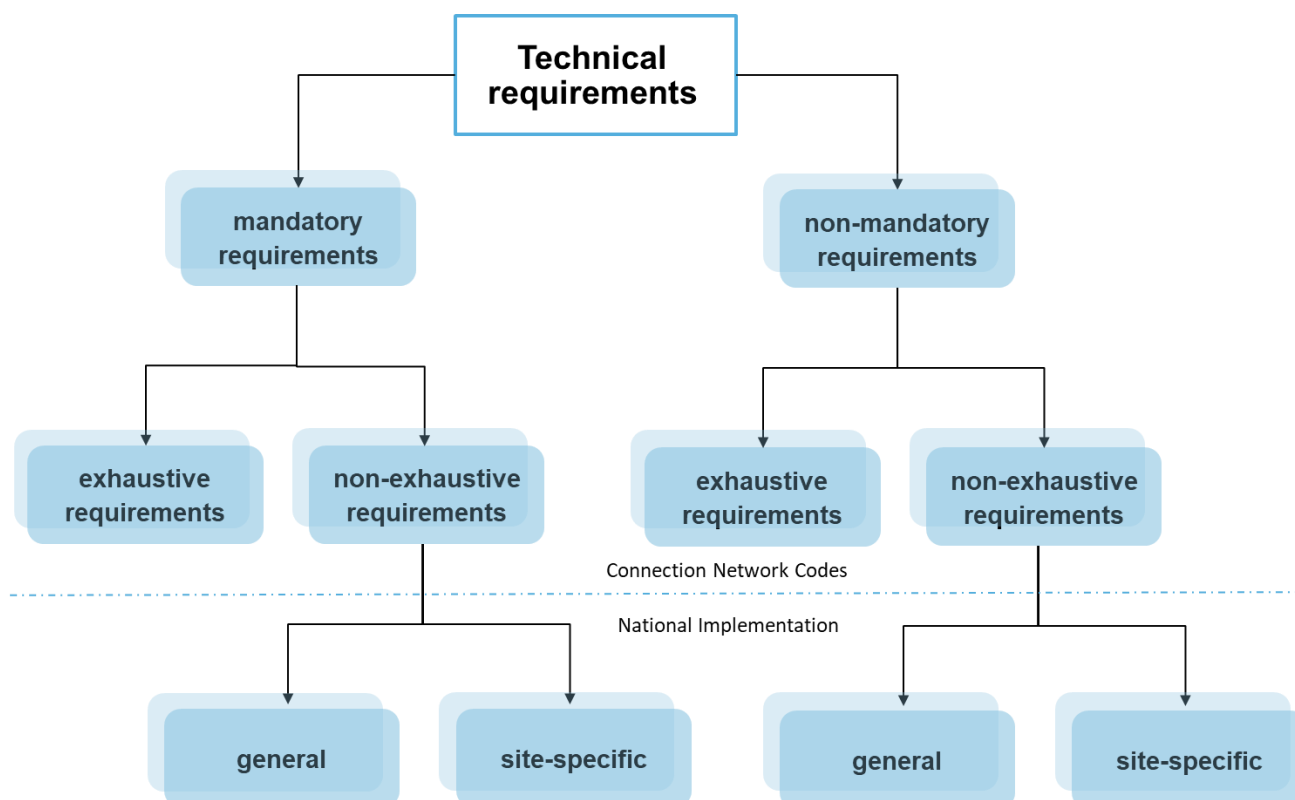 Technical
requirements
mandatory
requirements
non-mandatory
requirements
exhaustive
requirements
non-exhaustive
requirements
exhaustive
requirements
non-exhaustive
requirements
Connection Network Codes
National Implementation
general
site-specific
general
site-specific